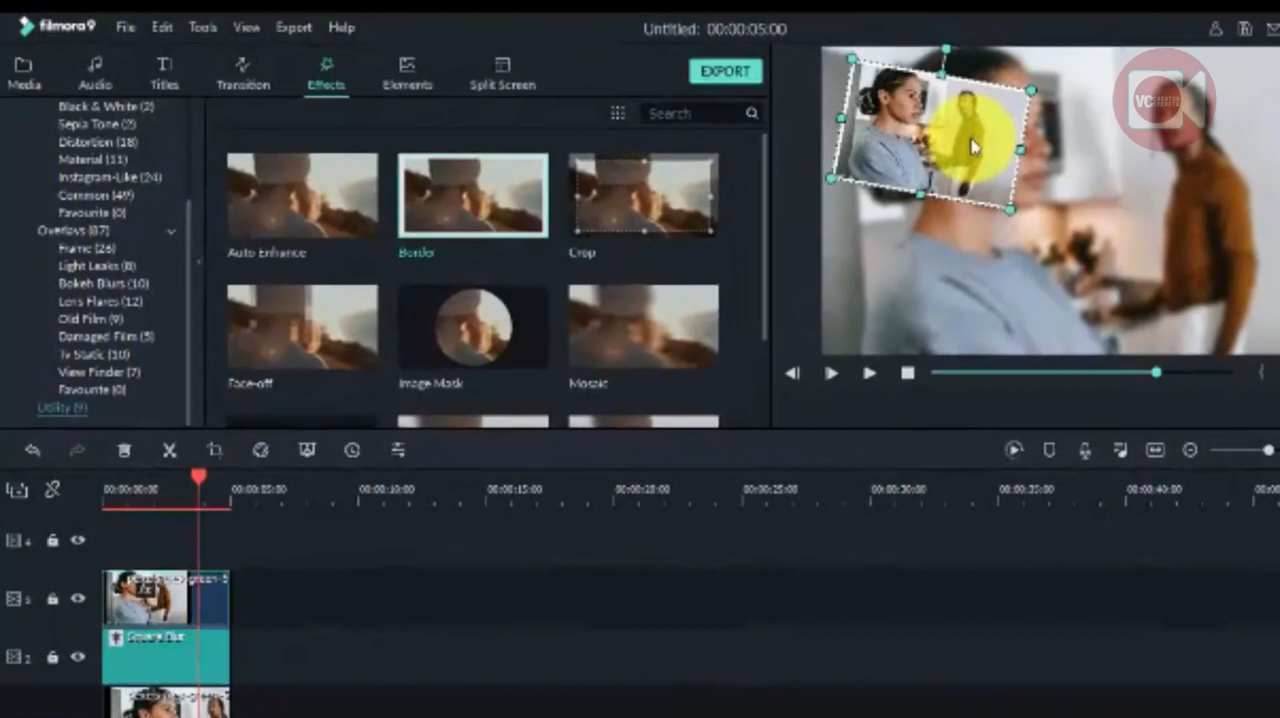 filmora9 File Edit Tools View Export Help Untitled: 00:00:05:00
Media Audio Titles Transition Effects Elements Split Screen EXPORT
Black & White (2)
Sepia Tone (2)
Distortion (18)
Material (11)
Instagram-Like (24)
Common (49)
Favourite (0)
Overlays (87)
Frame (26)
Light Leaks (8)
Bokeh Blurs (10)
Lens Flares (12)
Old Film (9)
Damaged Film (5)
Tv Static (10)
View Finder (7)
Favourite (0)
Utility (9)
Search
Auto Enhance Border Crop
Face-off Image Mask Mosaic
VC CREATOR
SECRETS
00:00:00:00 00:00:05:00 00:00:10:00 00:00:15:00 00:00:20:00 00:00:25:00 00:00:30:00 00:00:35:00 00:00:40:00
4
3
Square Blur
2